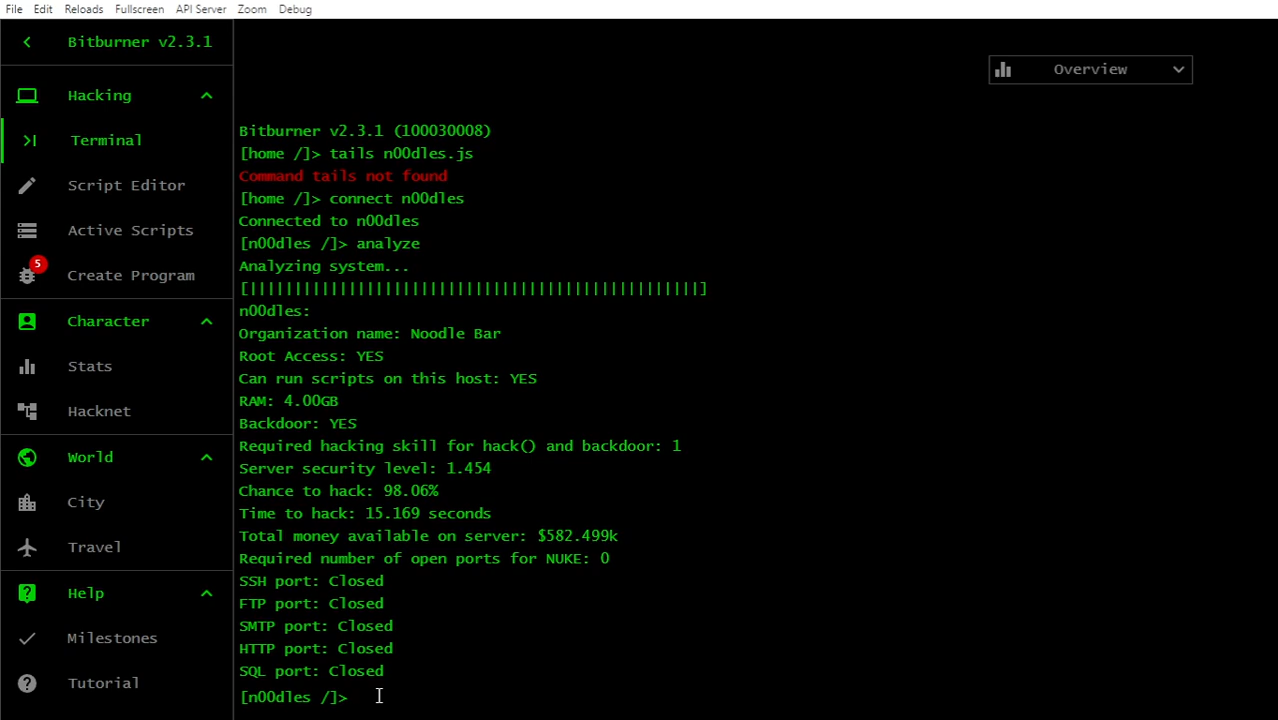 File Edit Reloads Fullscreen API Server Zoom Debug
Bitburner v2.3.1
Hacking
Terminal
Script Editor
Active Scripts
5
Create Program
Character
Stats
Hacknet
World
City
Travel
Help
Milestones
Tutorial
Overview
Bitburner v2.3.1 (100030008)
[home /]> tails n00dles.js
Command tails not found
[home /]> connect n00dles
Connected to n00dles
[n00dles /]> analyze
Analyzing system...
[||||||||||||||||||||||||||||||||||||||||||||||||||]
n00dles:
Organization name: Noodle Bar
Root Access: YES
Can run scripts on this host: YES
RAM: 4.00GB
Backdoor: YES
Required hacking skill for hack() and backdoor: 1
Server security level: 1.454
Chance to hack: 98.06%
Time to hack: 15.169 seconds
Total money available on server: $582.499k
Required number of open ports for NUKE: 0
SSH port: Closed
FTP port: Closed
SMTP port: Closed
HTTP port: Closed
SQL port: Closed
[n00dles /]>